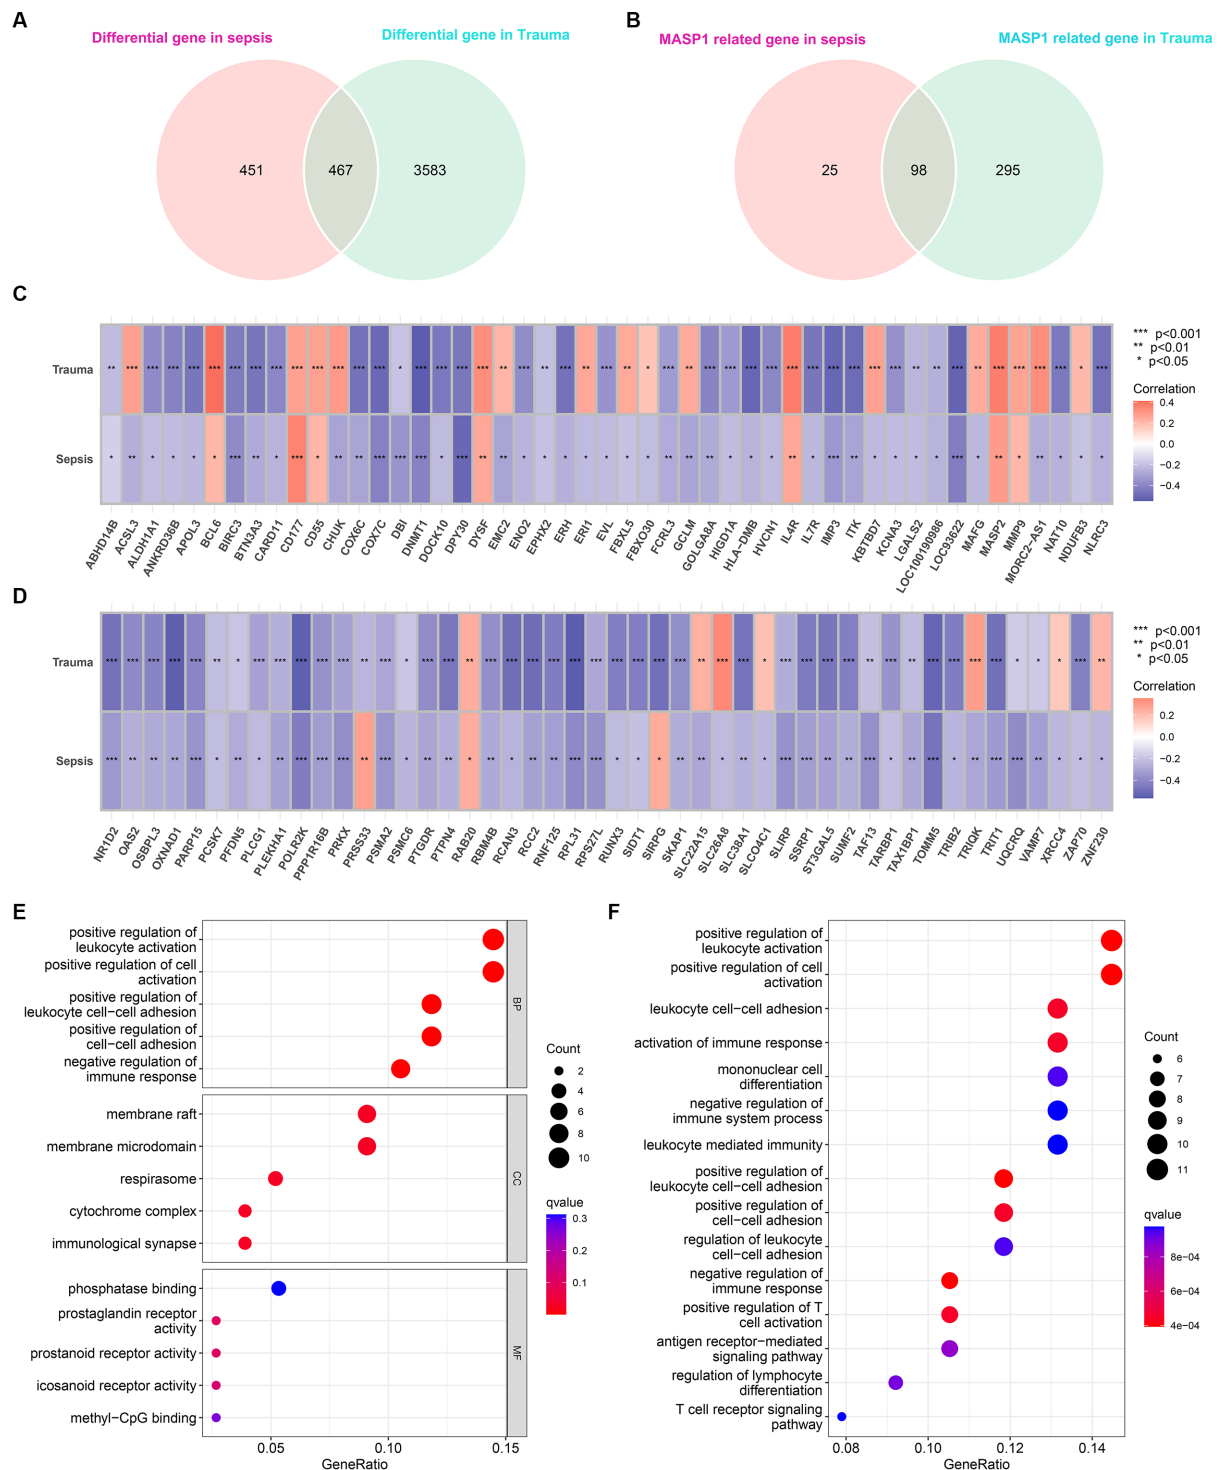 A
Differential gene in sepsis
Differential gene in Trauma
451
467
3583
B
MASP1 related gene in sepsis
MASP1 related gene in Trauma
25
98
295
C
Trauma
Sepsis
*** p<0.001
** p<0.01
* p<0.05
Correlation
0.4
0.2
0.0
−0.2
−0.4
ABHD14B
ACSL3
ALDH1A1
ANKRD36B
APOL3
BCL6
BIRC3
BTN3A3
CARD11
CD177
CD55
CHUK
COX6C
COX7C
DBI
DNMT1
DOCK10
DPY30
DYSF
EMC2
ENO2
EPHX2
ERH
ERI1
EVL
FBXL5
FBXO30
FCRL3
GCLM
GOLGA8A
HIGD1A
HLA−DMB
HVCN1
IL4R
IL7R
IMP3
ITK
KBTBD7
KCNA3
LGALS2
LOC100190986
LOC93622
MAFG
MASP2
MMP9
MORC2−AS1
NAT10
NDUFB3
NLRC3
D
Trauma
Sepsis
*** p<0.001
** p<0.01
* p<0.05
Correlation
0.2
0.0
−0.2
−0.4
NR1D2
OAS2
OSBPL3
OXNAD1
PARP15
PCSK7
PFDN5
PLCG1
PLEKHA1
POLR2K
PPP1R16B
PRKX
PRSS33
PSMA2
PSMC6
PTGDR
PTPN4
RAB20
RBM4B
RCAN3
RCC2
RNF125
RPL31
RPS27L
RUNX3
SIDT1
SIRPG
SKAP1
SLC22A15
SLC26A8
SLC38A1
SLCO4C1
SLIRP
SSRP1
ST3GAL5
SUMF2
TAF13
TARBP1
TAX1BP1
TOMM5
TRIB2
TRIQK
TRIT1
UQCRQ
VAMP7
XRCC4
ZAP70
ZNF230
E
positive regulation of
leukocyte activation
positive regulation of cell
activation
positive regulation of
leukocyte cell−cell adhesion
positive regulation of
cell−cell adhesion
negative regulation of
immune response
BP
membrane raft
membrane microdomain
respirasome
cytochrome complex
immunological synapse
CC
phosphatase binding
prostaglandin receptor
activity
prostanoid receptor activity
icosanoid receptor activity
methyl−CpG binding
MF
0.05
0.10
0.15
GeneRatio
Count
2
4
6
8
10
qvalue
0.3
0.2
0.1
F
positive regulation of
leukocyte activation
positive regulation of cell
activation
leukocyte cell−cell adhesion
activation of immune response
mononuclear cell
differentiation
negative regulation of
immune system process
leukocyte mediated immunity
positive regulation of
leukocyte cell−cell adhesion
positive regulation of
cell−cell adhesion
regulation of leukocyte
cell−cell adhesion
negative regulation of
immune response
positive regulation of T
cell activation
antigen receptor−mediated
signaling pathway
regulation of lymphocyte
differentiation
T cell receptor signaling
pathway
0.08
0.10
0.12
0.14
GeneRatio
Count
6
7
8
9
10
11
qvalue
8e−04
6e−04
4e−04